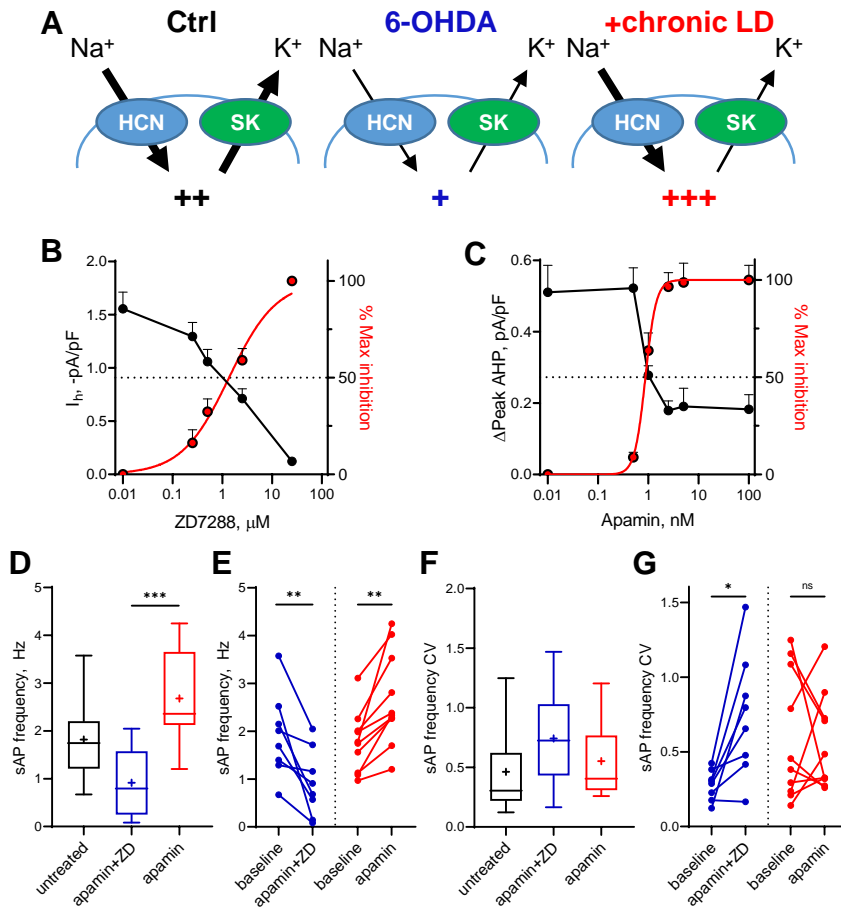 A
Ctrl
6-OHDA
+chronic LD
Na⁺
K⁺
Na⁺
K⁺
Na⁺
K⁺
HCN
SK
HCN
SK
HCN
SK
++
+
+++
B
2.0
1.5
1.0
0.5
0.0
Iₕ, -pA/pF
100
50
0
% Max inhibition
0.01
0.1
1
10
100
ZD7288, μM
C
0.6
0.4
0.2
0.0
ΔPeak AHP, pA/pF
100
50
0
% Max inhibition
0.01
0.1
1
10
100
Apamin, nM
D
5
4
3
2
1
0
sAP frequency, Hz
***
untreated
apamin+ZD
apamin
E
5
4
3
2
1
0
sAP frequency, Hz
**
**
baseline
apamin+ZD
baseline
apamin
F
2.0
1.5
1.0
0.5
0.0
sAP frequency CV
untreated
apamin+ZD
apamin
G
1.5
1.0
0.5
0.0
sAP frequency CV
*
ns
baseline
apamin+ZD
baseline
apamin